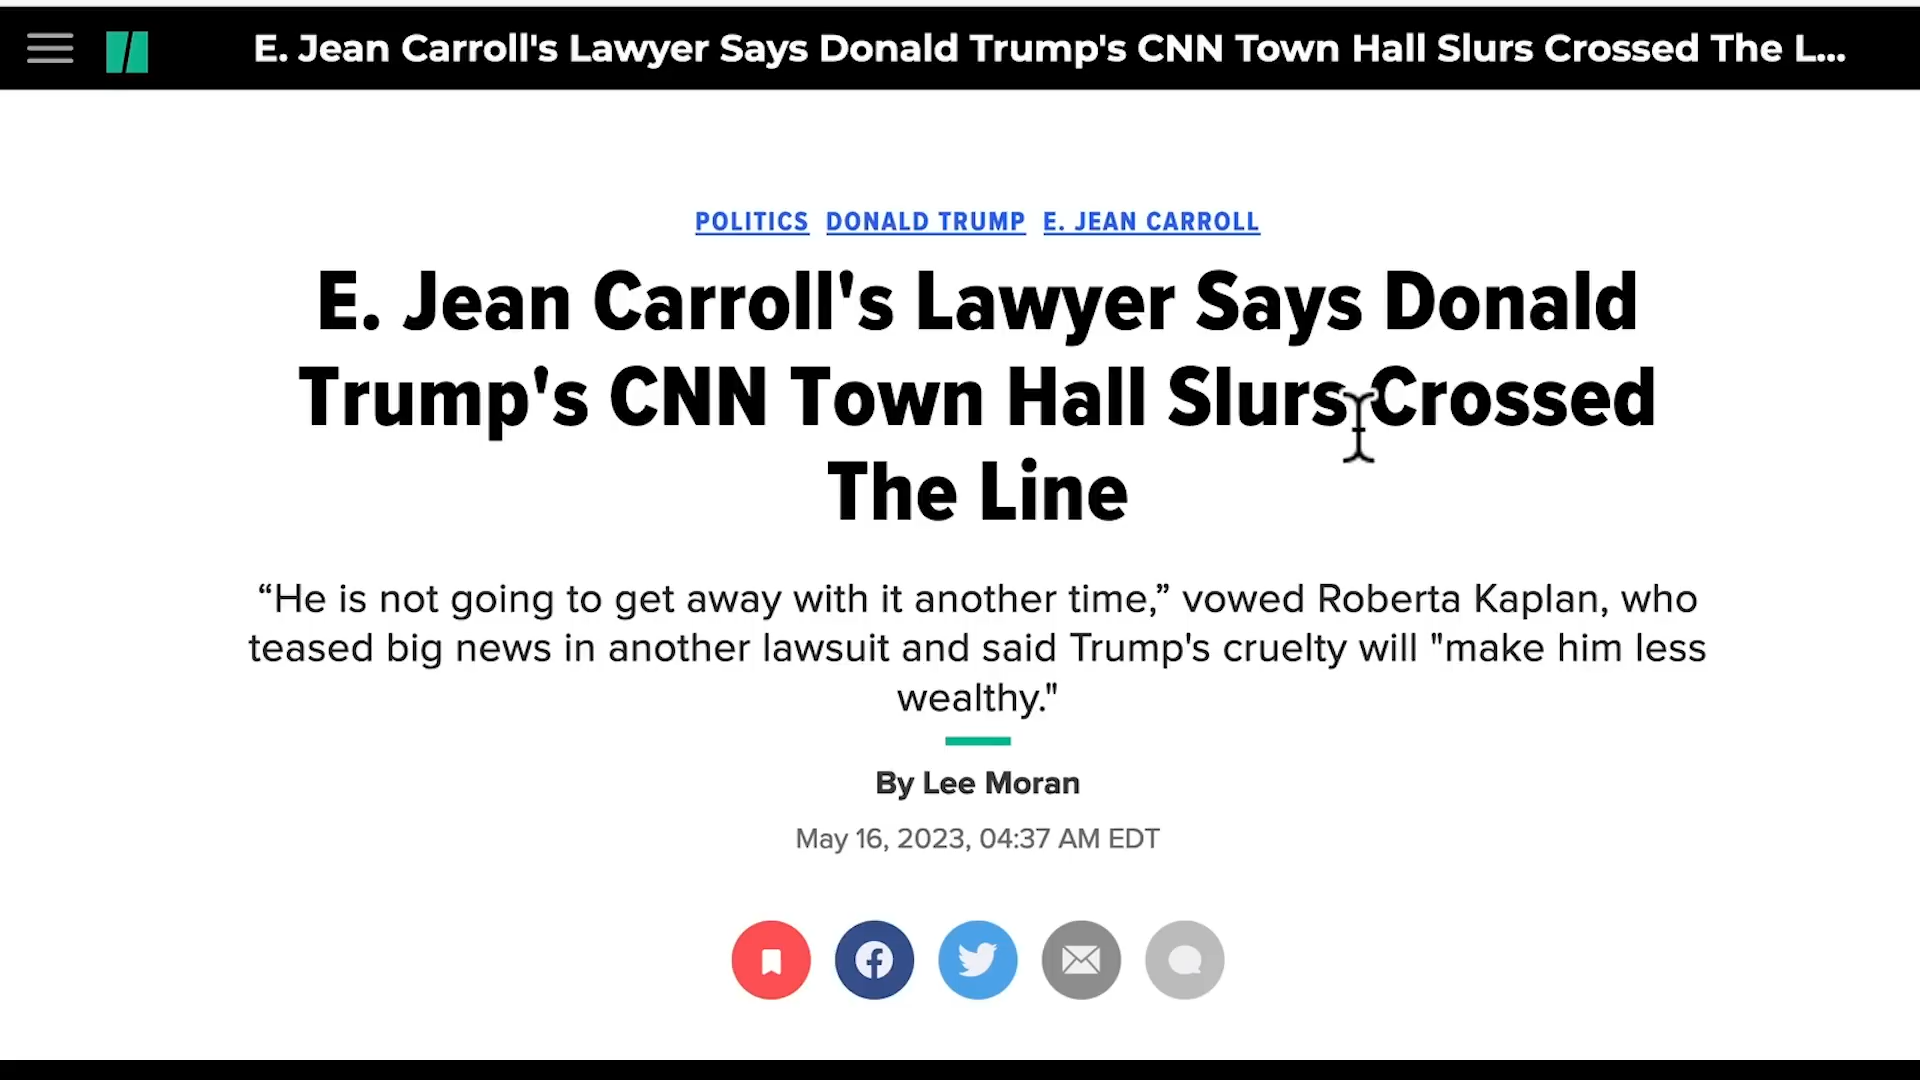 E. Jean Carroll's Lawyer Says Donald Trump's CNN Town Hall Slurs Crossed The L...
POLITICS DONALD TRUMP E. JEAN CARROLL
E. Jean Carroll's Lawyer Says Donald
Trump's CNN Town Hall Slurs Crossed
The Line
“He is not going to get away with it another time,” vowed Roberta Kaplan, who
teased big news in another lawsuit and said Trump's cruelty will "make him less
wealthy."
By Lee Moran
May 16, 2023, 04:37 AM EDT